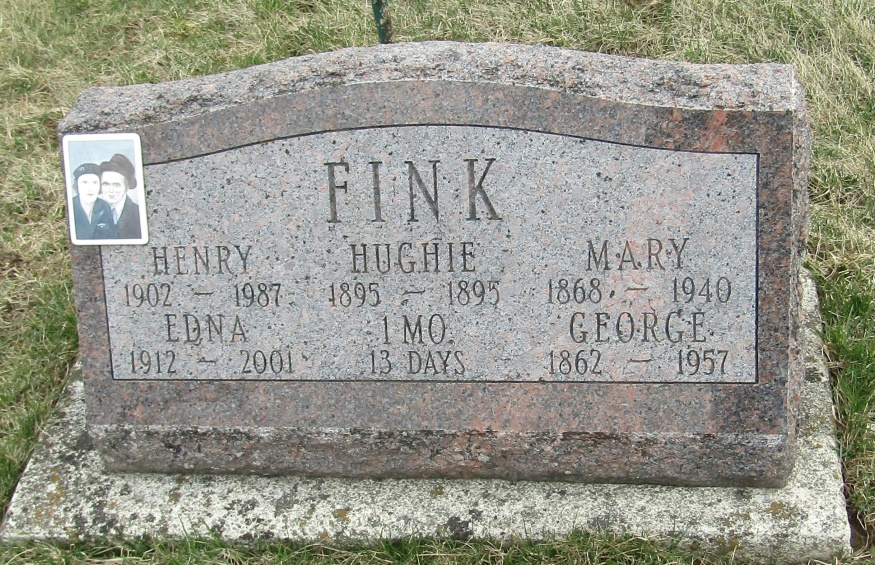 FINK
HENRY HUGHIE MARY
1902 – 1987 1895 – 1895 1868 – 1940
EDNA 1 MO. GEORGE
1912 – 2001 13 DAYS 1862 – 1957